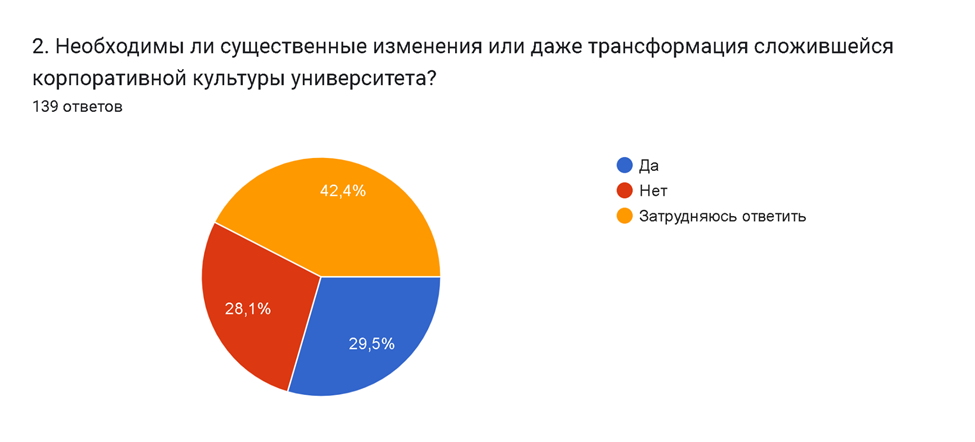 2. Необходимы ли существенные изменения или даже трансформация сложившейся
корпоративной культуры университета?
139 ответов
42,4%
28,1%
29,5%
Да
Нет
Затрудняюсь ответить